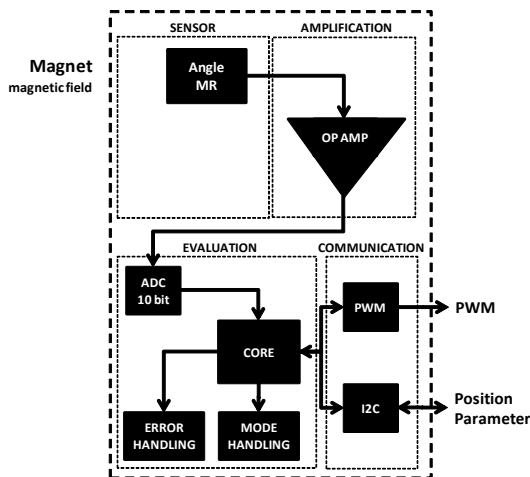 SENSOR
AMPLIFICATION
Magnet
magnetic field
Angle
MR
OP AMP
EVALUATION
COMMUNICATION
ADC
10 bit
PWM
PWM
CORE
ERROR
HANDLING
MODE
HANDLING
I2C
Position
Parameter